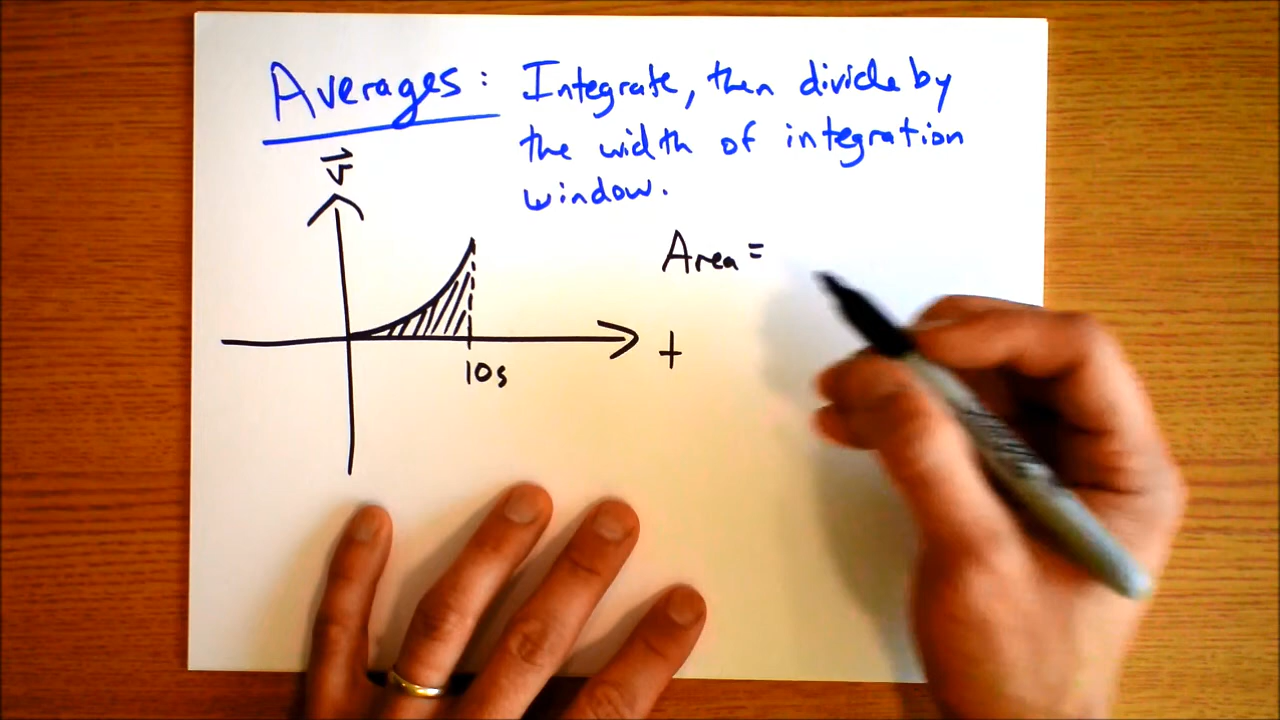 Averages: Integrate, then divide by
the width of integration
window.
v
Area =
t
10s